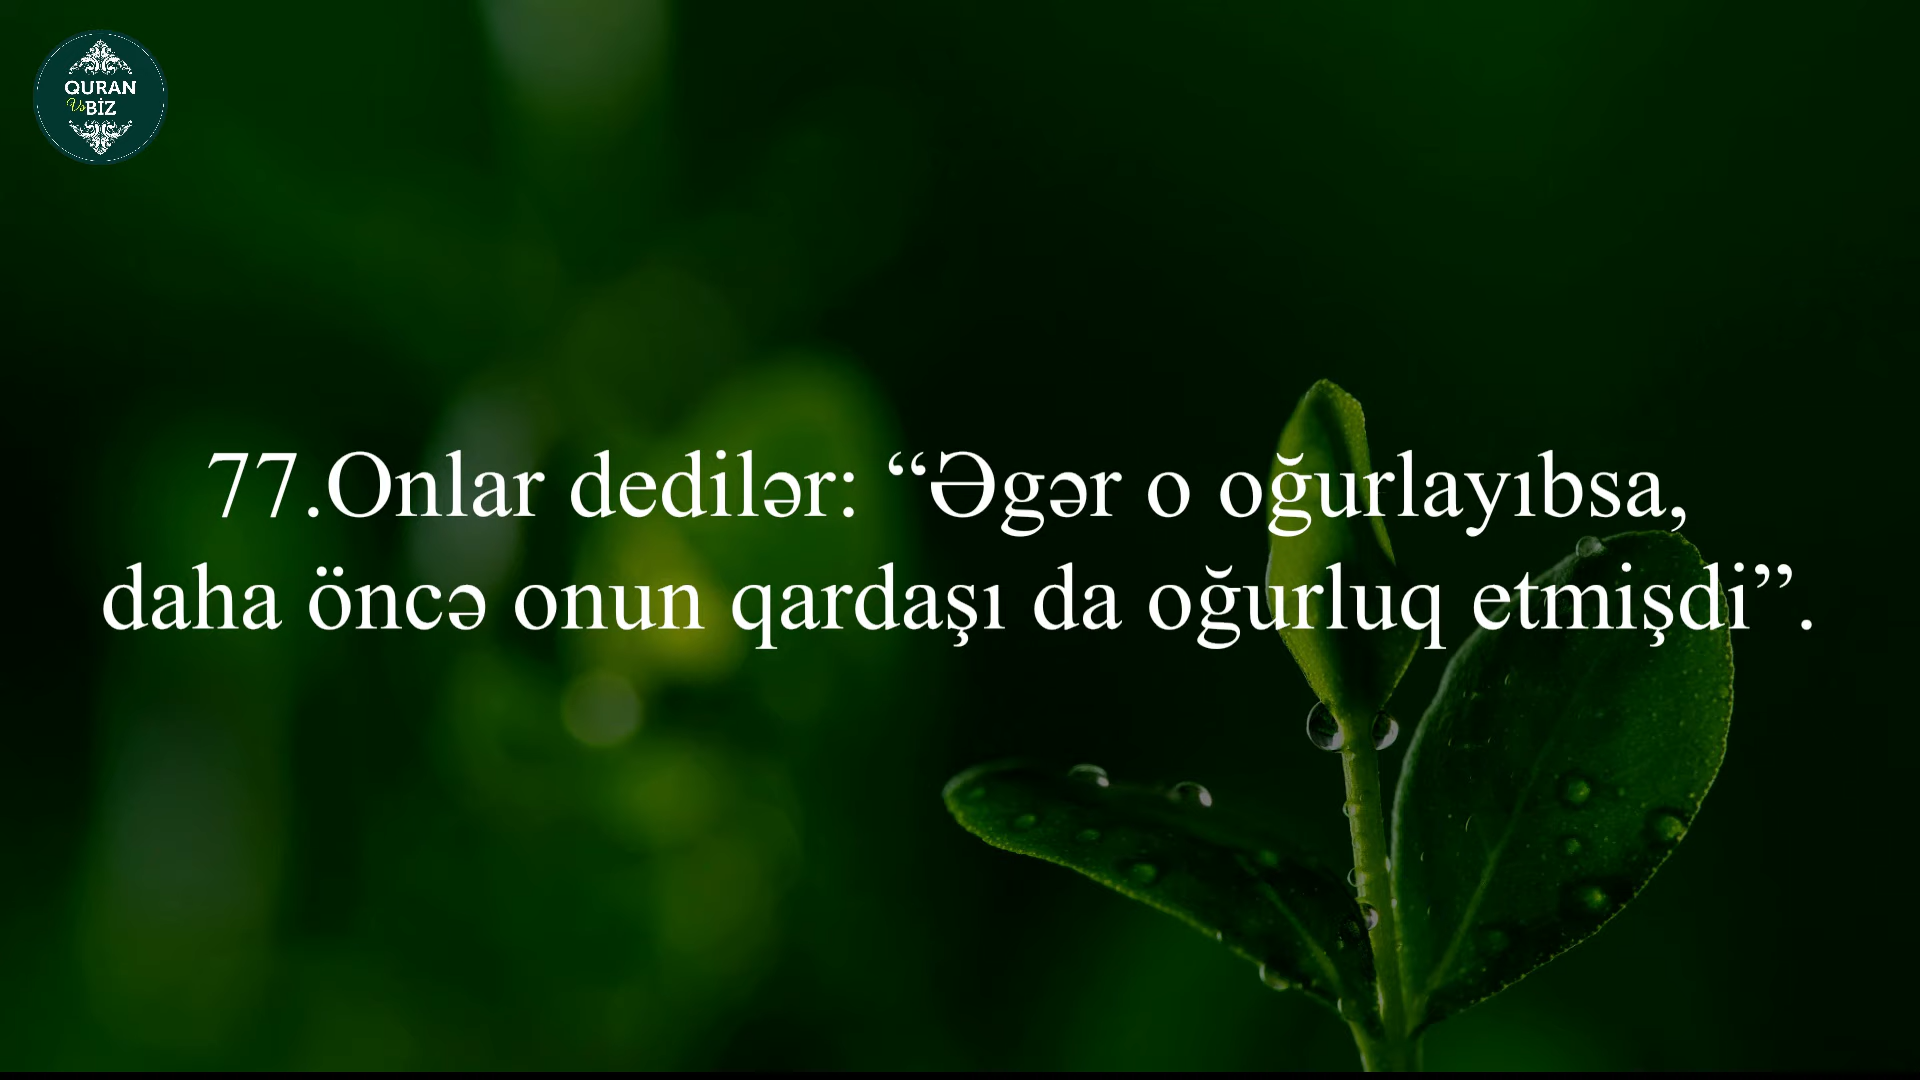 QURAN
Və BİZ
77.Onlar dedilər: “Əgər o oğurlayıbsa,
daha öncə onun qardaşı da oğurluq etmişdi”.